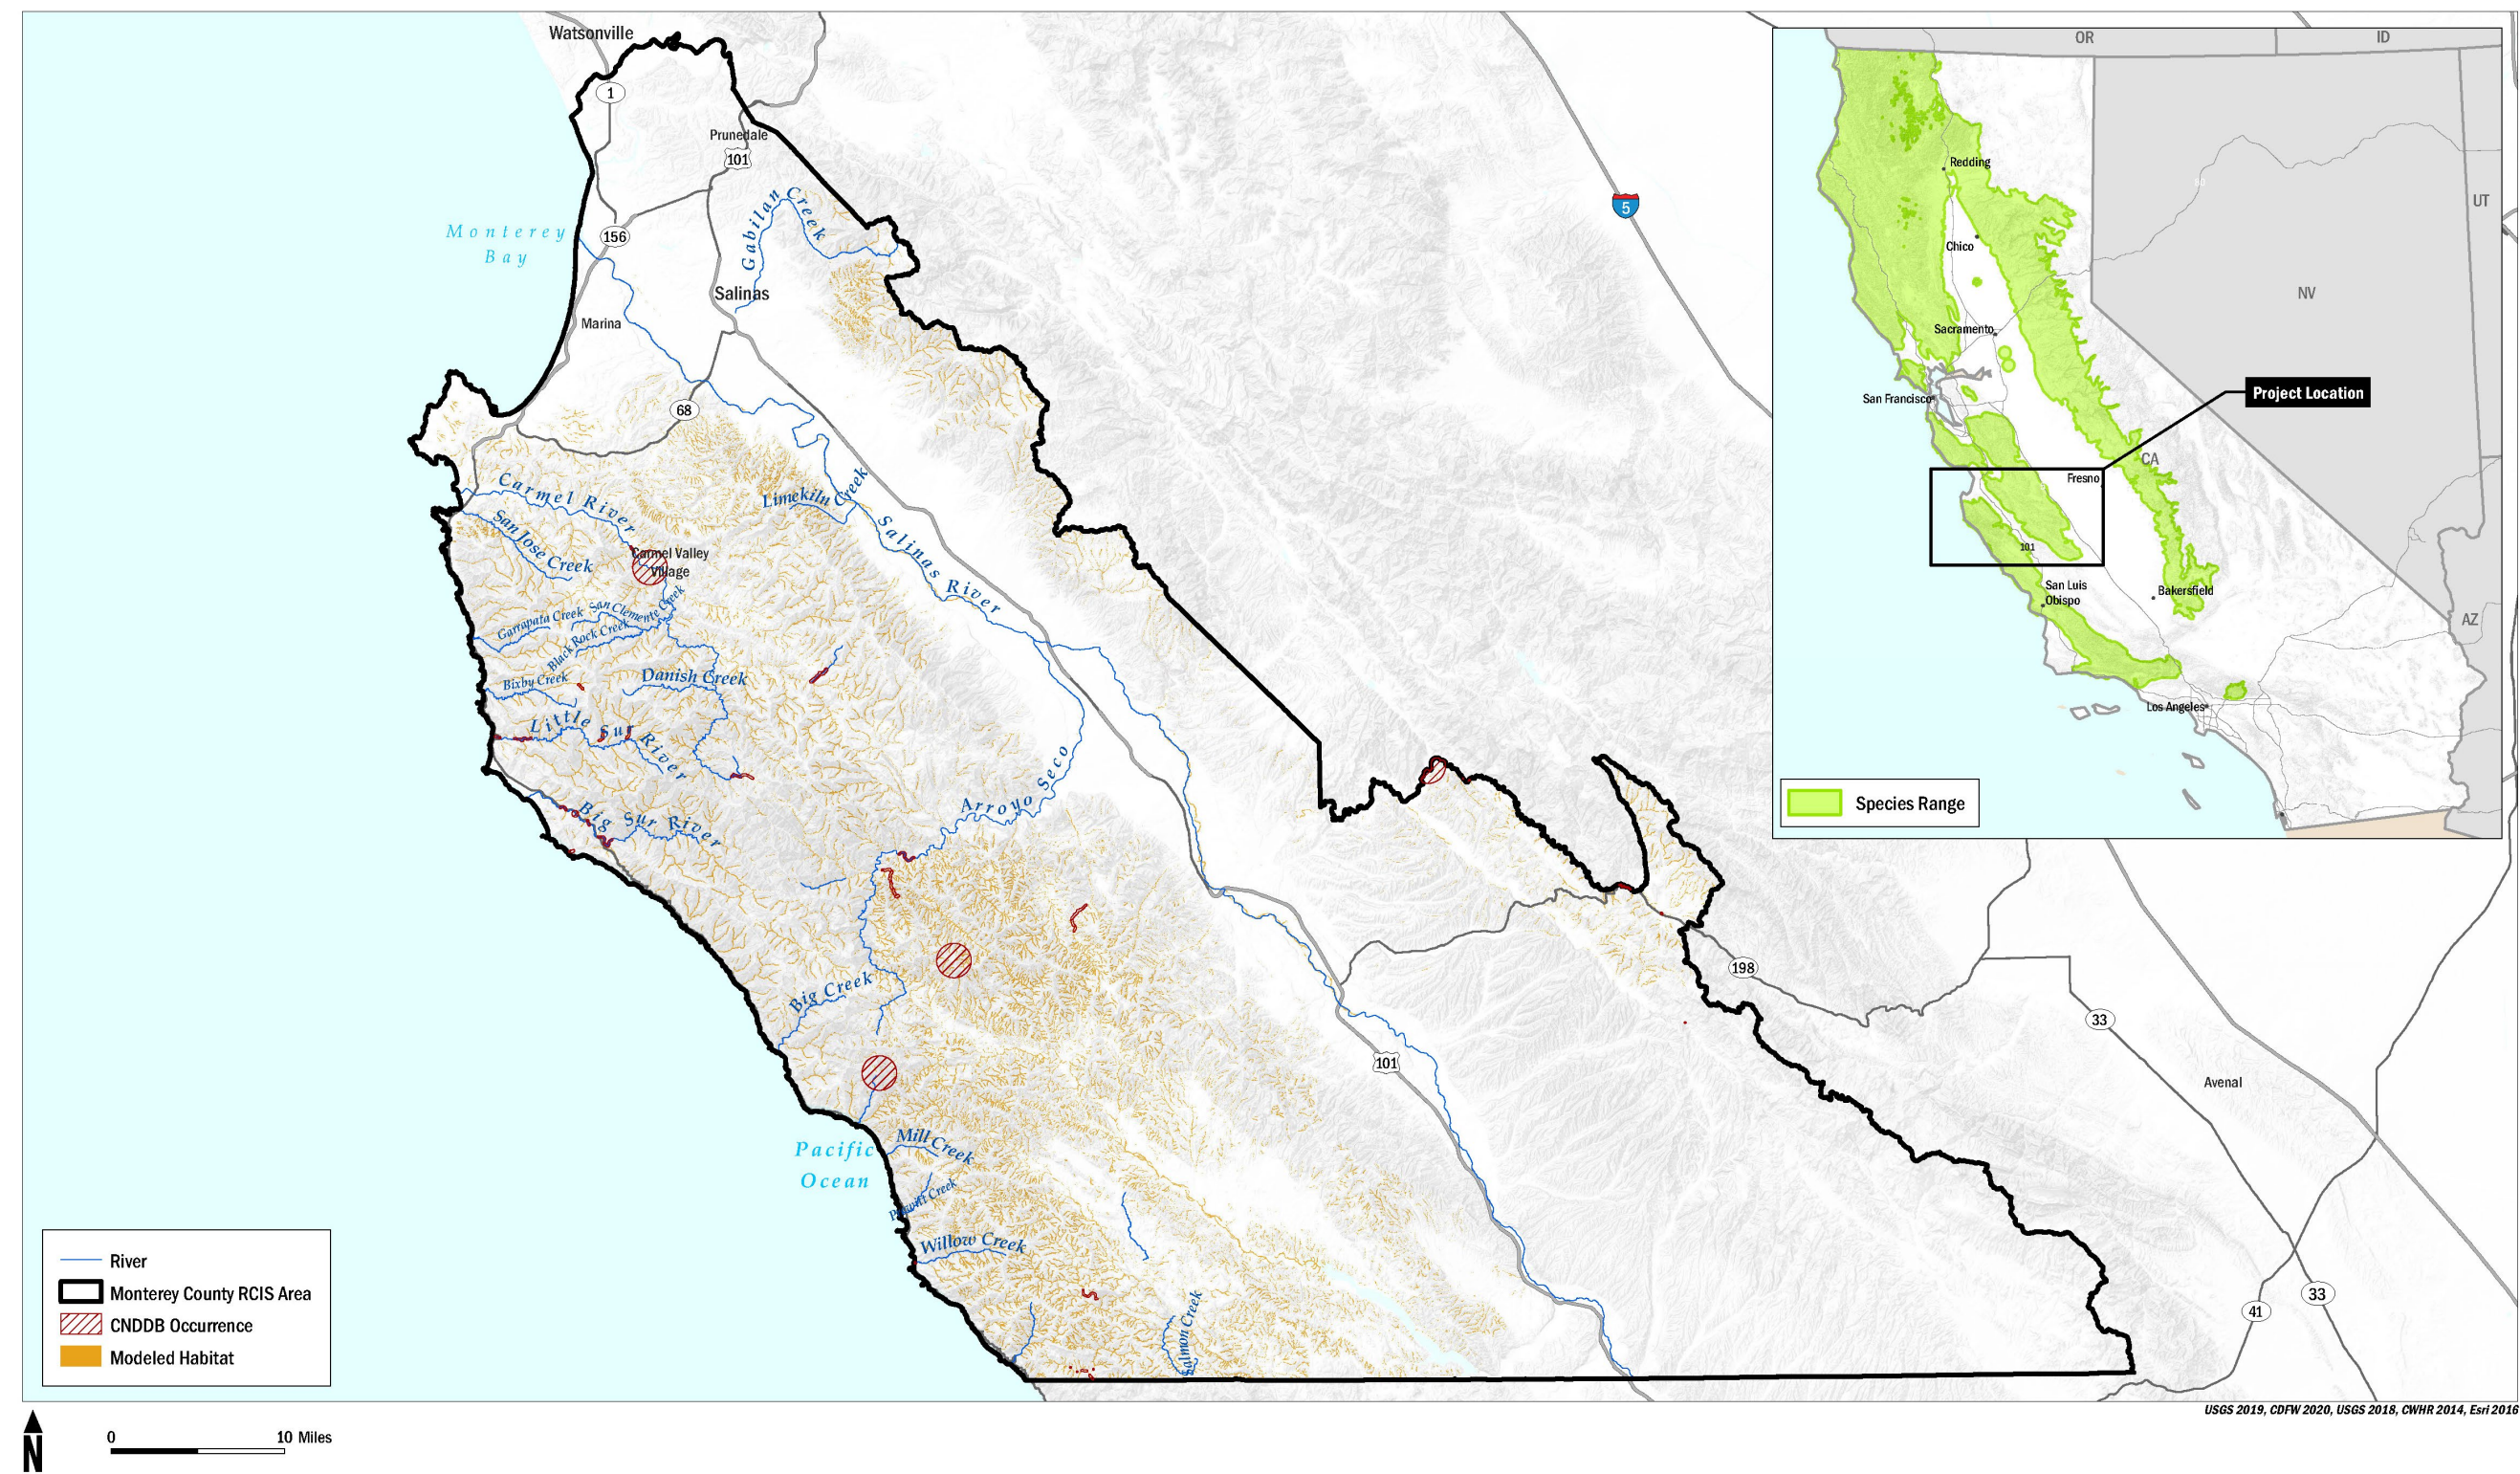 Watsonville
1
Prunedale
101
Gabilan Creek
Monterey
Bay
156
Salinas
Marina
68
Carmel River
Limekiln Creek
San Jose Creek
Salinas River
Carmel Valley
Village
Garrapata Creek
San Clemente Creek
Black Rock Creek
Bixby Creek
Danish Creek
Little Sur River
Big Sur River
Arroyo Seco
Big Creek
198
33
101
Avenal
Pacific
Ocean
Mill Creek
Willow Creek
Salmon Creek
41
33
5
OR
ID
Redding
UT
Chico
NV
Sacramento
San Francisco
Project Location
CA
Fresno
101
San Luis
Obispo
Bakersfield
AZ
Los Angeles
Species Range
River
Monterey County RCIS Area
CNDDB Occurrence
Modeled Habitat
USGS 2019, CDFW 2020, USGS 2018, CWHR 2014, Esri 2016
N
0
10 Miles